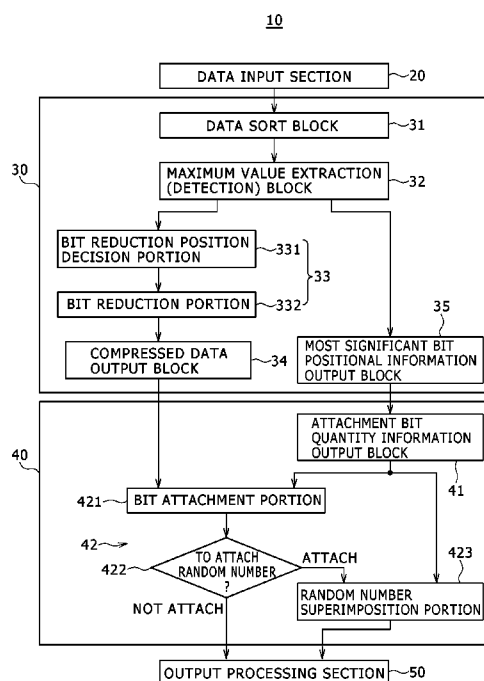 10
DATA INPUT SECTION
20
DATA SORT BLOCK
31
30
MAXIMUM VALUE EXTRACTION
(DETECTION) BLOCK
32
BIT REDUCTION POSITION
DECISION PORTION
331
33
BIT REDUCTION PORTION
332
35
COMPRESSED DATA
OUTPUT BLOCK
34
MOST SIGNIFICANT BIT
POSITIONAL INFORMATION
OUTPUT BLOCK
40
ATTACHMENT BIT
QUANTITY INFORMATION
OUTPUT BLOCK
41
421
BIT ATTACHMENT PORTION
42
422
TO ATTACH
RANDOM NUMBER
?
ATTACH
NOT ATTACH
423
RANDOM NUMBER
SUPERIMPOSITION PORTION
OUTPUT PROCESSING SECTION
50